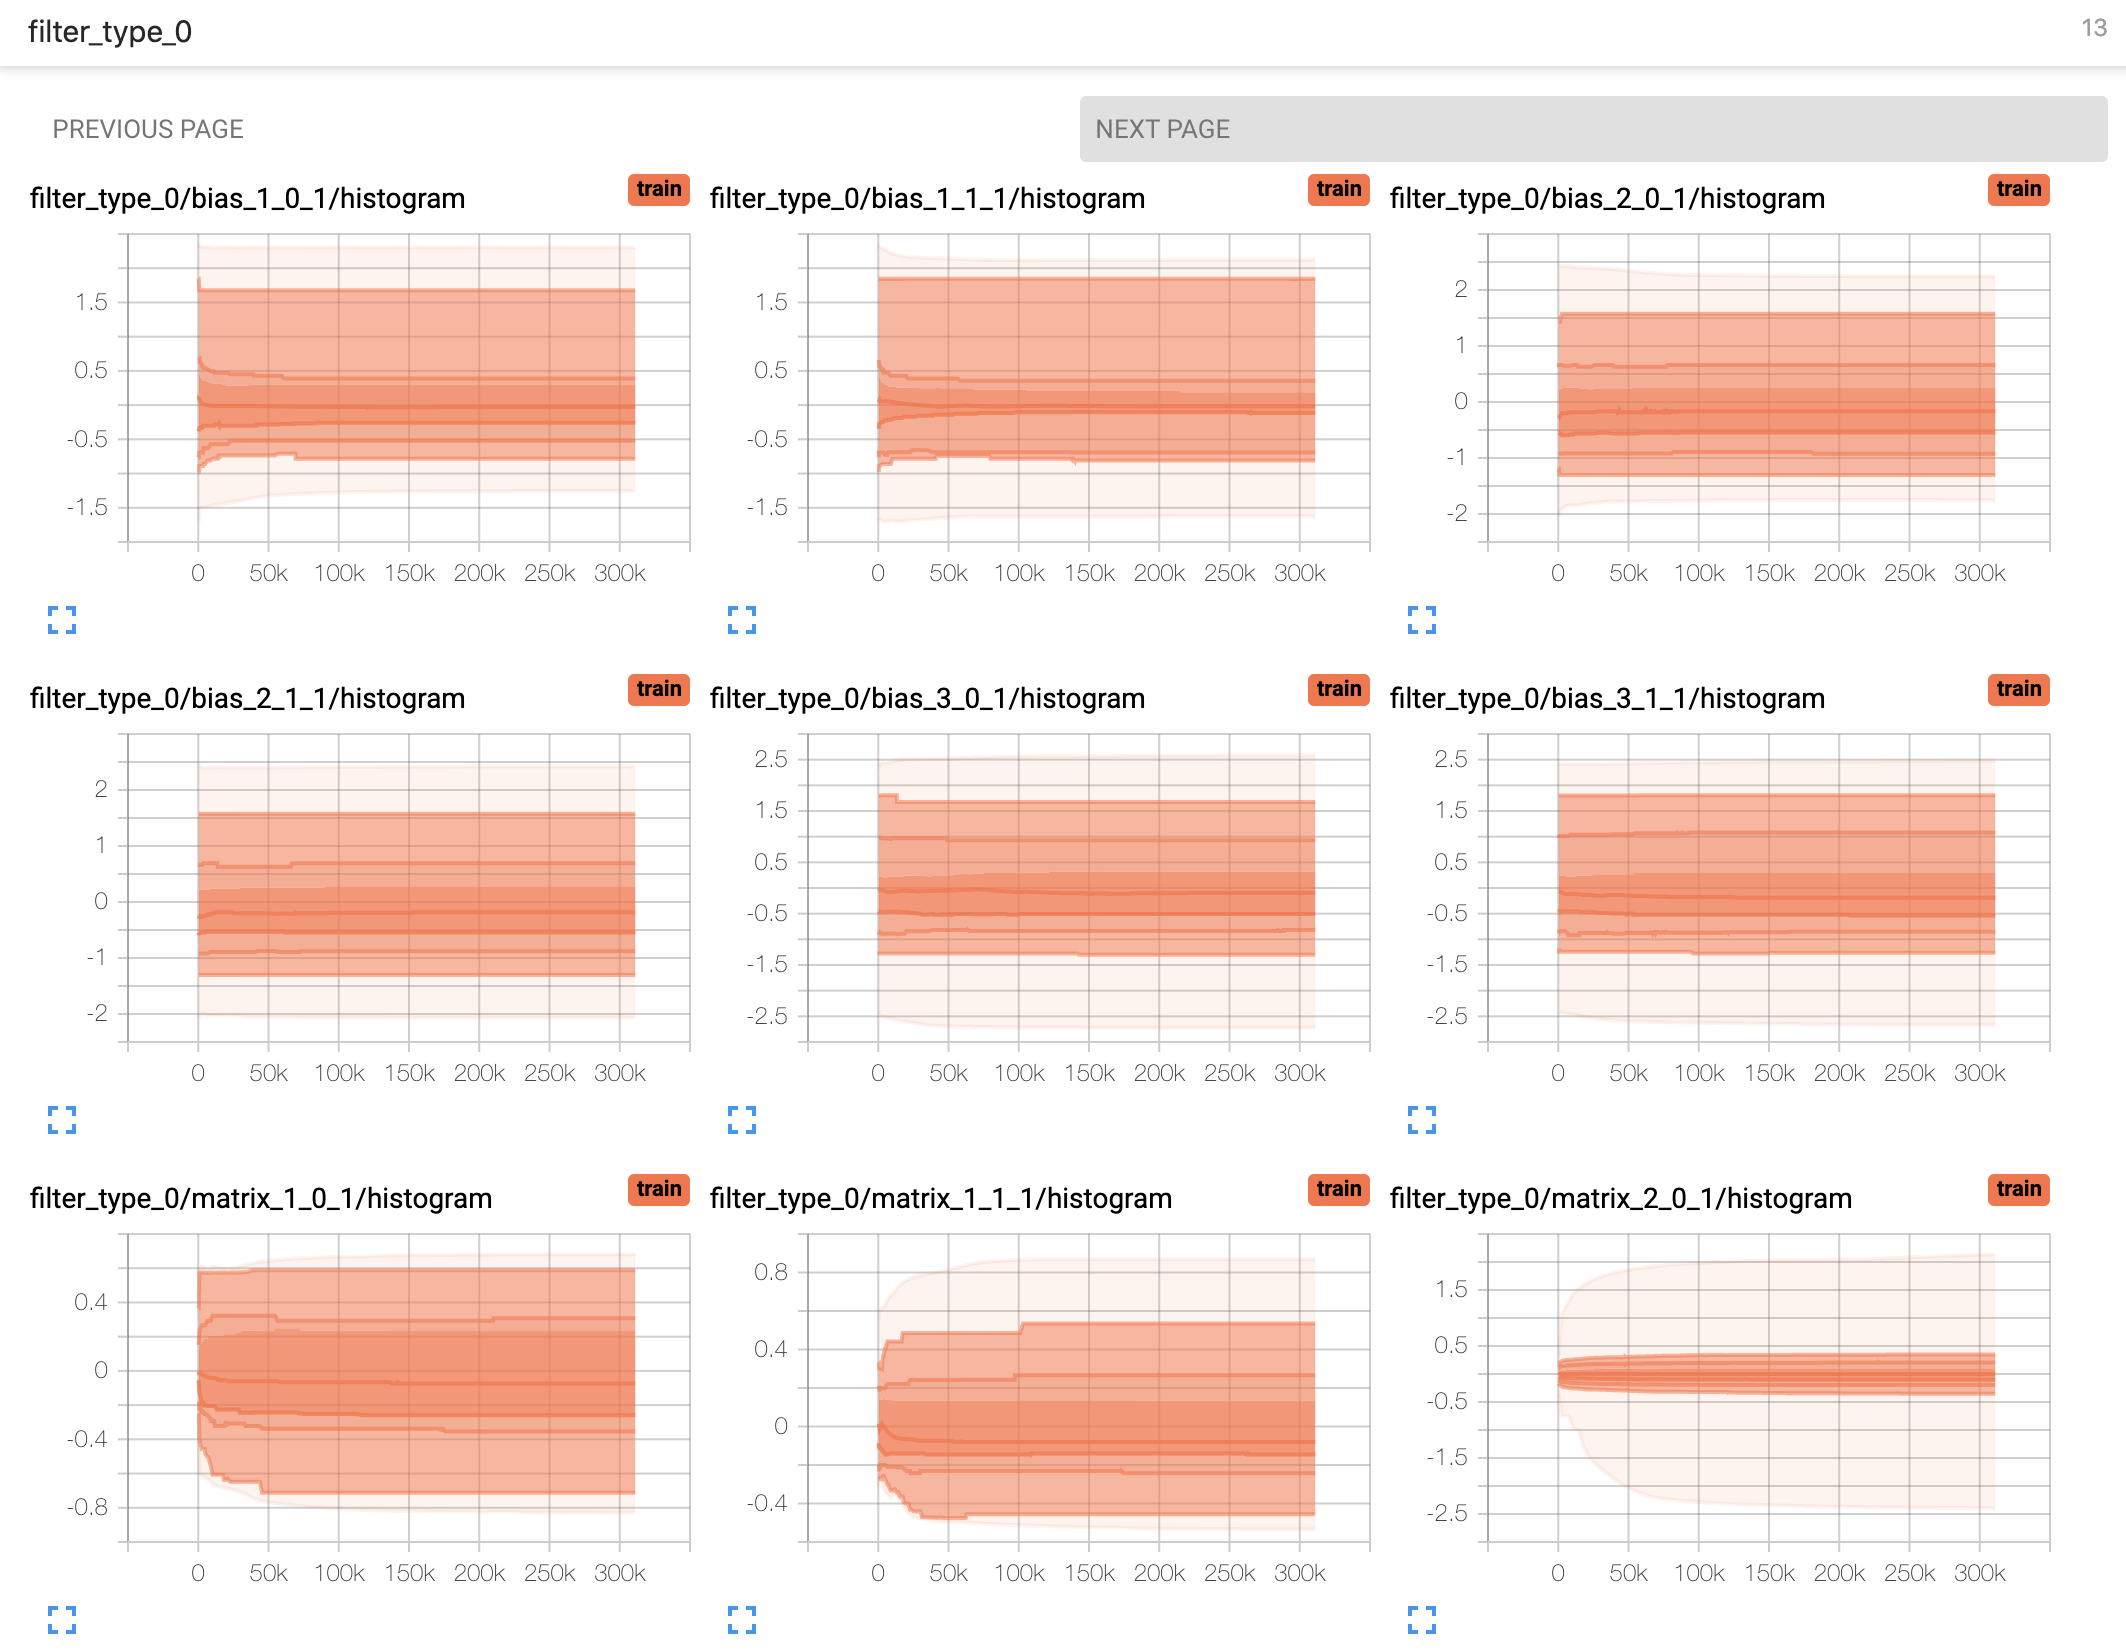 filter_type_0 13
PREVIOUS PAGE NEXT PAGE
filter_type_0/bias_1_0_1/histogram train
1.5
0.5
-0.5
-1.5
0 50k 100k 150k 200k 250k 300k
filter_type_0/bias_1_1_1/histogram train
1.5
0.5
-0.5
-1.5
0 50k 100k 150k 200k 250k 300k
filter_type_0/bias_2_0_1/histogram train
2
1
0
-1
-2
0 50k 100k 150k 200k 250k 300k
filter_type_0/bias_2_1_1/histogram train
2
1
0
-1
-2
0 50k 100k 150k 200k 250k 300k
filter_type_0/bias_3_0_1/histogram train
2.5
1.5
0.5
-0.5
-1.5
-2.5
0 50k 100k 150k 200k 250k 300k
filter_type_0/bias_3_1_1/histogram train
2.5
1.5
0.5
-0.5
-1.5
-2.5
0 50k 100k 150k 200k 250k 300k
filter_type_0/matrix_1_0_1/histogram train
0.4
0
-0.4
-0.8
0 50k 100k 150k 200k 250k 300k
filter_type_0/matrix_1_1_1/histogram train
0.8
0.4
0
-0.4
0 50k 100k 150k 200k 250k 300k
filter_type_0/matrix_2_0_1/histogram train
1.5
0.5
-0.5
-1.5
-2.5
0 50k 100k 150k 200k 250k 300k